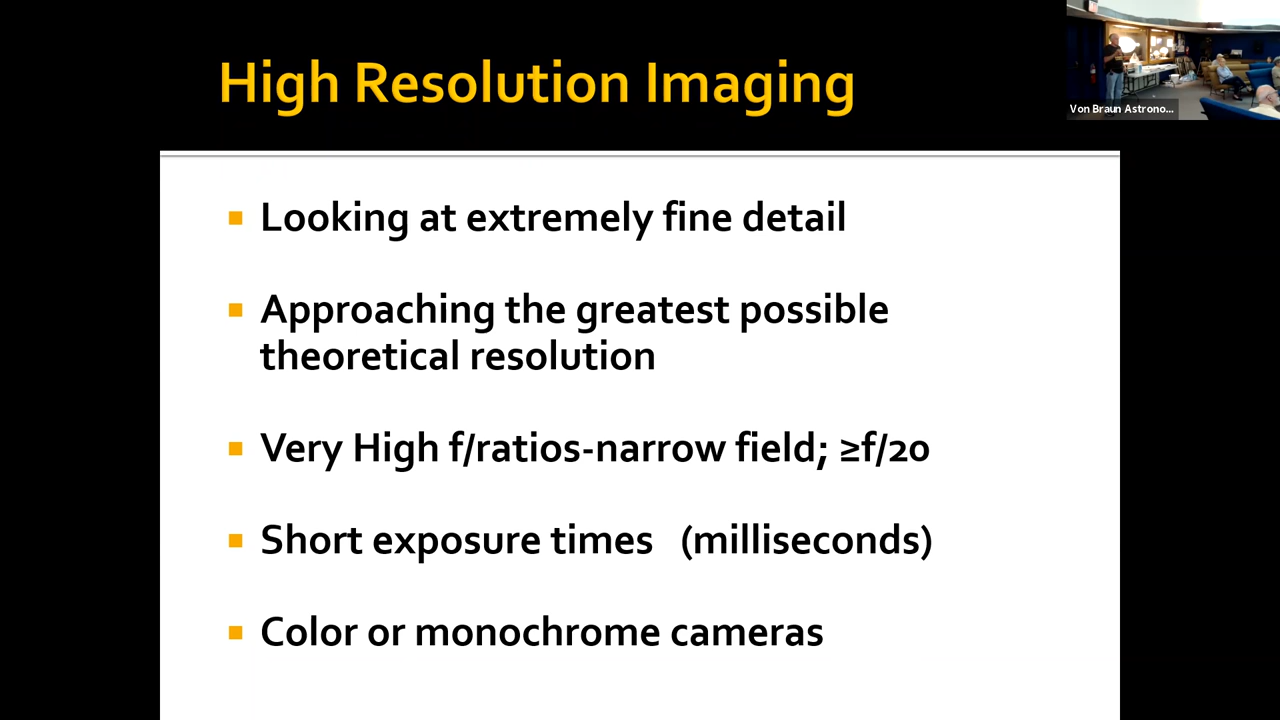 High Resolution Imaging
Von Braun Astrono...
■ Looking at extremely fine detail
■ Approaching the greatest possible
theoretical resolution
■ Very High f/ratios-narrow field; ≥f/20
■ Short exposure times (milliseconds)
■ Color or monochrome cameras